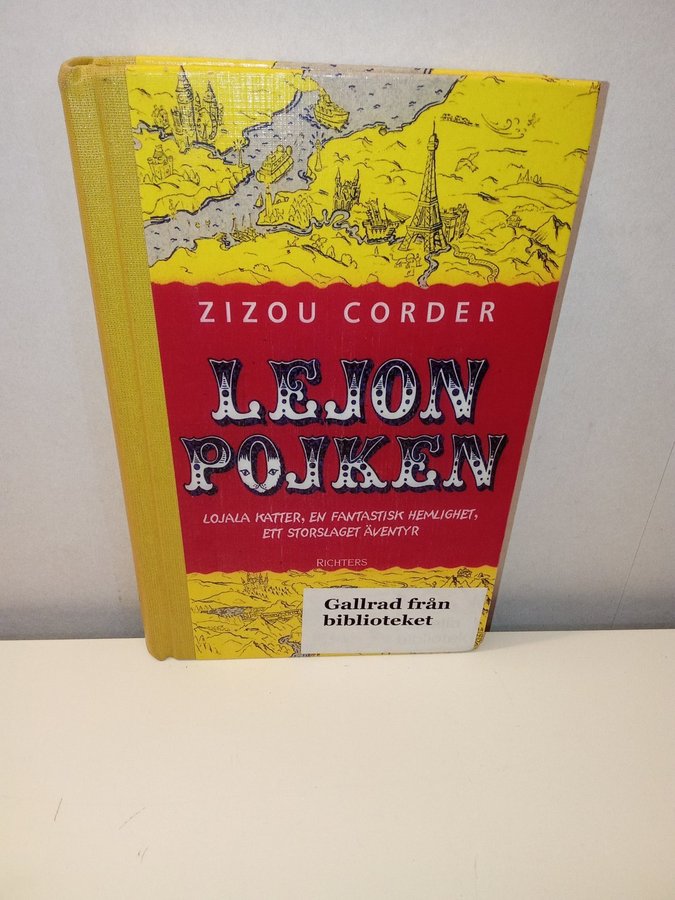 ZIZOU CORDER
LEJON
POJKEN
LOJALA KATTER, EN FANTASTISK HEMLIGHET,
ETT STORSLAGET ÄVENTYR
RICHTERS
Gallrad från
biblioteket